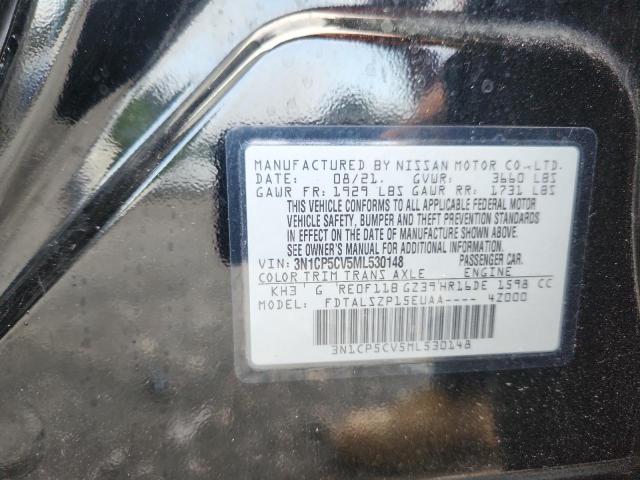 MANUFACTURED BY NISSAN MOTOR CO.,LTD.
DATE: 08/21. GVWR: 3660 LBS
GAWR FR: 1929 LBS GAWR RR: 1731 LBS
THIS VEHICLE CONFORMS TO ALL APPLICABLE FEDERAL MOTOR
VEHICLE SAFETY, BUMPER AND THEFT PREVENTION STANDARDS
IN EFFECT ON THE DATE OF MANUFACTURE SHOWN ABOVE.
SEE OWNER'S MANUAL FOR ADDITIONAL INFORMATION.
VIN: 3N1CP5CV5ML530148 PASSENGER CAR.
COLOR TRIM TRANS AXLE ENGINE
KH3 G RE0F11B GZ39 HR16DE 1598 CC
MODEL: FDTALSZP15EUAA---- 4Z000
3N1CP5CV5ML530148